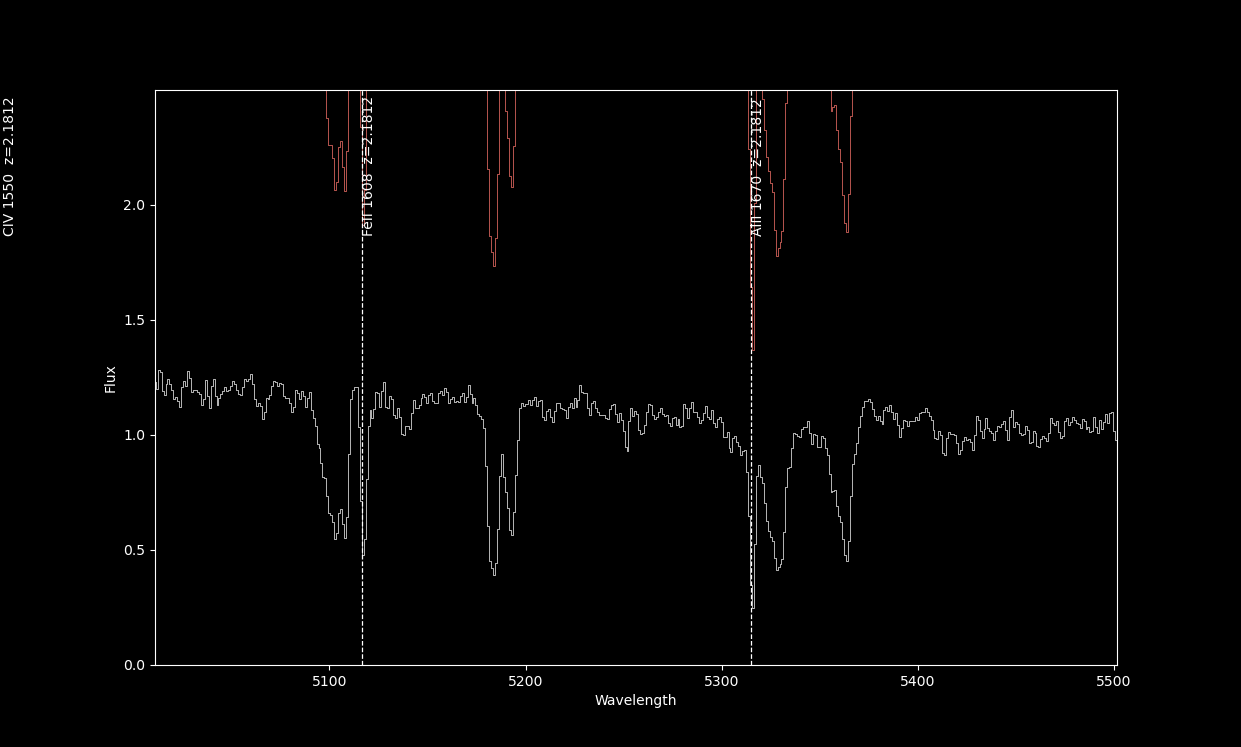 CIV 1550 z=2.1812
FeII 1608 z=2.1812
AlII 1670 z=2.1812
Flux
2.0
1.5
1.0
0.5
0.0
5100 5200 5300 5400 5500
Wavelength